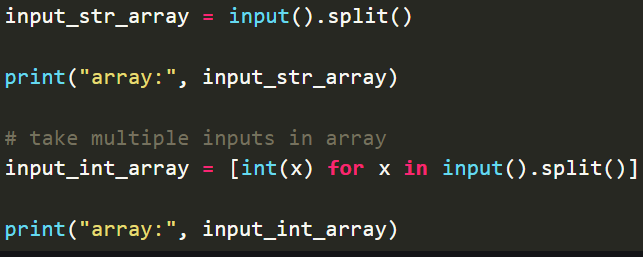 input_str_array = input().split()
print("array:", input_str_array)
# take multiple inputs in array
input_int_array = [int(x) for x in input().split()]
print("array:", input_int_array)